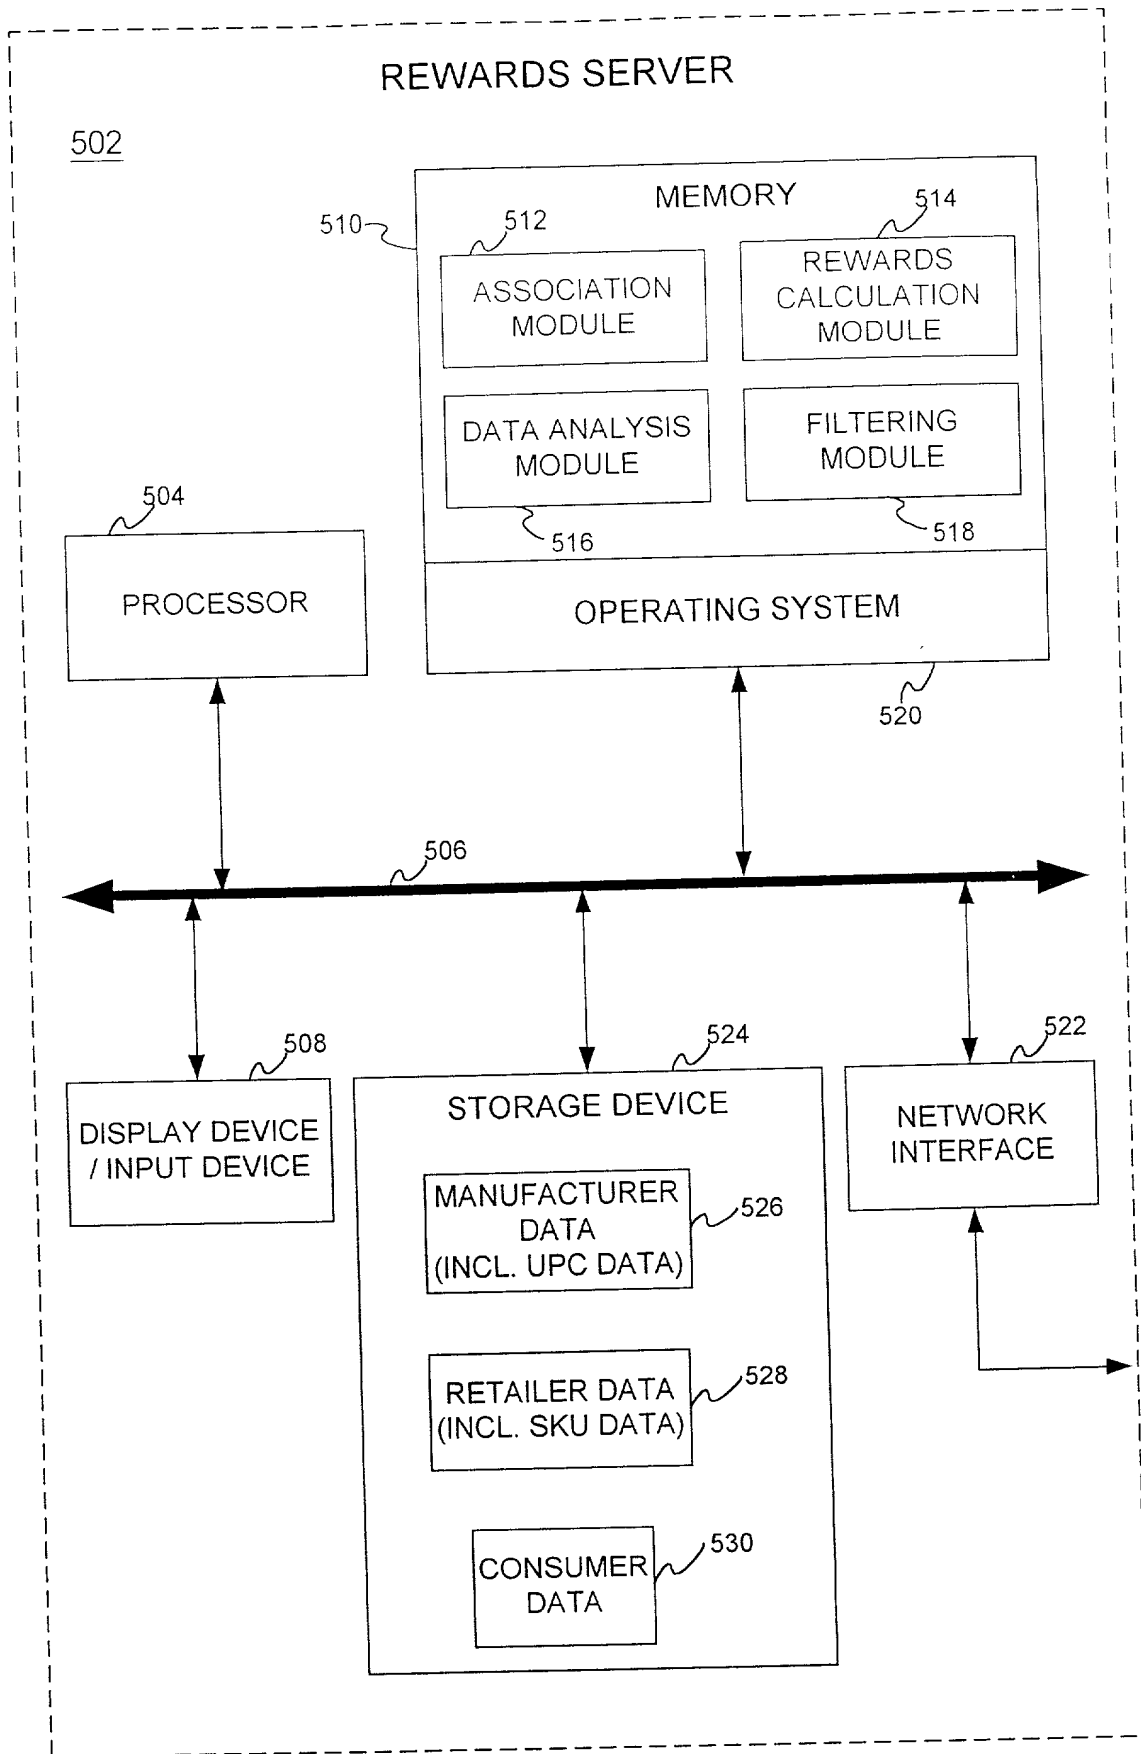 REWARDS SERVER
502
MEMORY
510
512
514
ASSOCIATION
MODULE
REWARDS
CALCULATION
MODULE
DATA ANALYSIS
MODULE
FILTERING
MODULE
504
516
518
PROCESSOR
OPERATING SYSTEM
520
506
508
524
522
DISPLAY DEVICE
/ INPUT DEVICE
STORAGE DEVICE
NETWORK
INTERFACE
MANUFACTURER
DATA
(INCL. UPC DATA)
526
RETAILER DATA
(INCL. SKU DATA)
528
CONSUMER
DATA
530